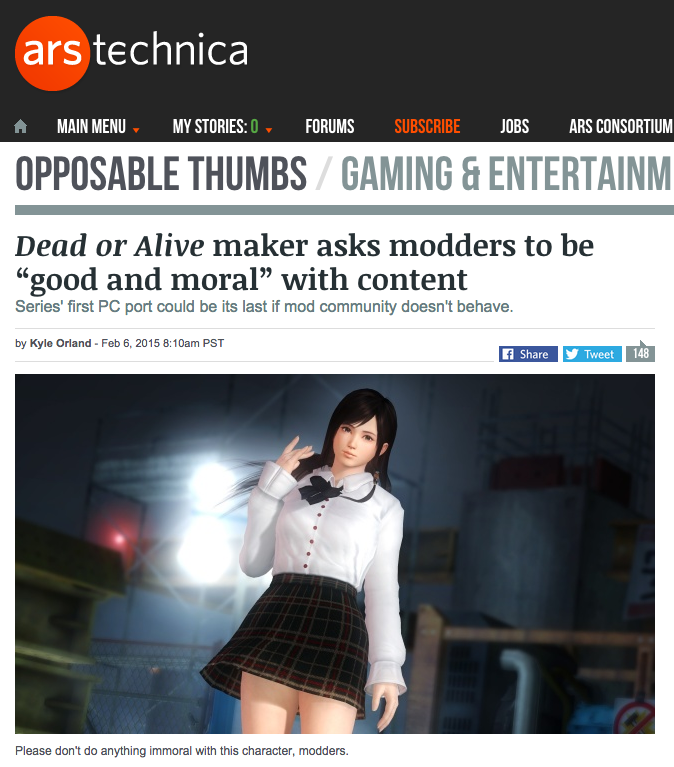 ars technica
MAIN MENU MY STORIES: 0 FORUMS SUBSCRIBE JOBS ARS CONSORTIUM
OPPOSABLE THUMBS / GAMING & ENTERTAINM
Dead or Alive maker asks modders to be
“good and moral” with content
Series' first PC port could be its last if mod community doesn't behave.
by Kyle Orland - Feb 6, 2015 8:10am PST
Share Tweet 148
Please don't do anything immoral with this character, modders.